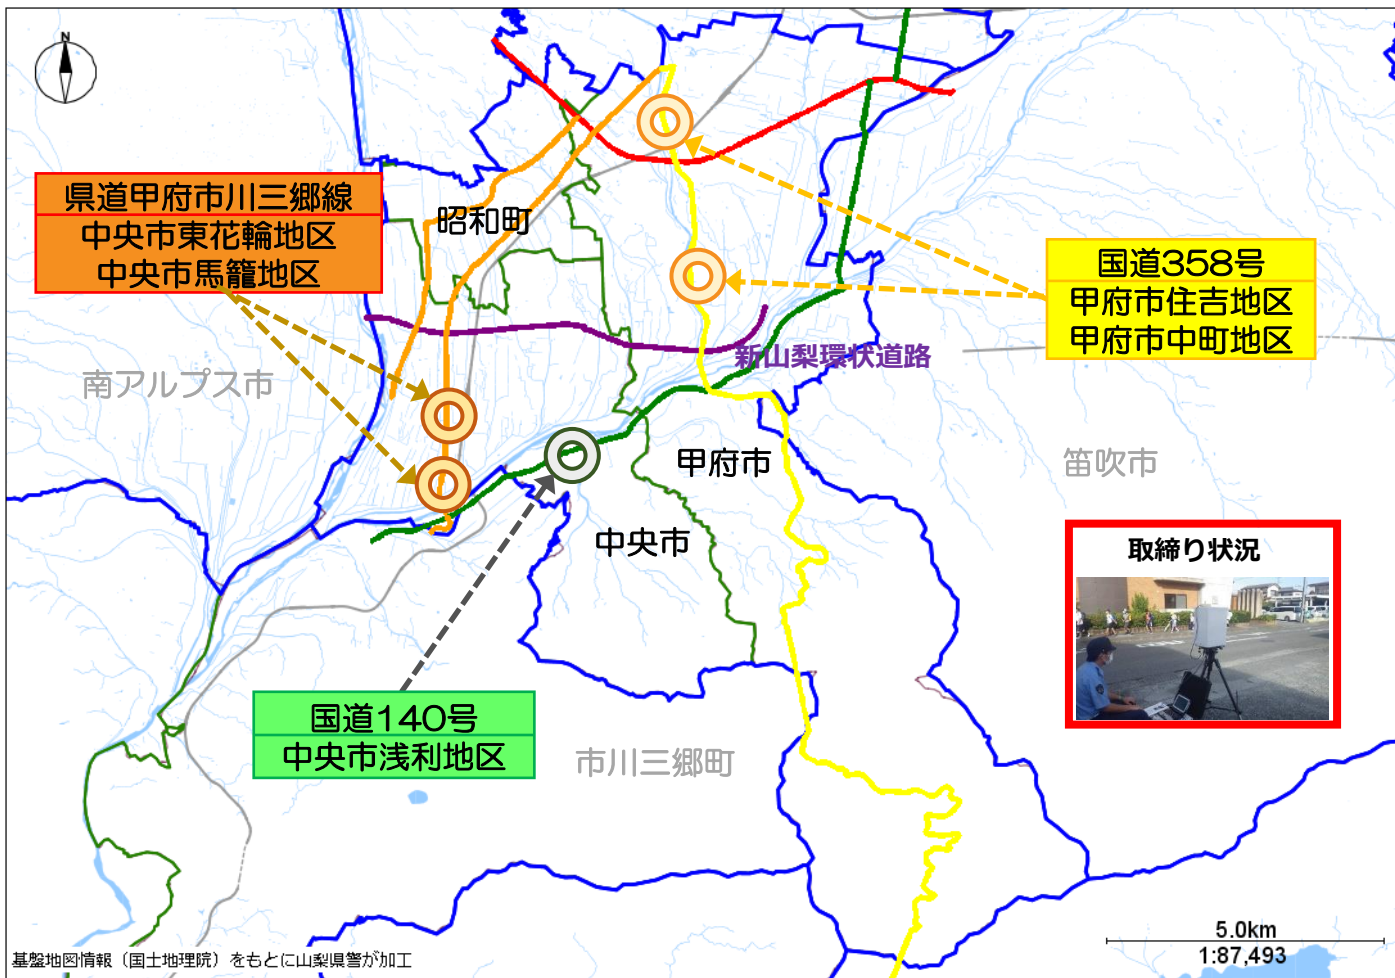 N
県道甲府市川三郷線
中央市東花輪地区
中央市馬籠地区
昭和町
国道358号
甲府市住吉地区
甲府市中町地区
新山梨環状道路
南アルプス市
甲府市
笛吹市
中央市
取締り状況
国道140号
中央市浅利地区
市川三郷町
5.0km
1:87,493
基盤地図情報（国土地理院）をもとに山梨県警が加工